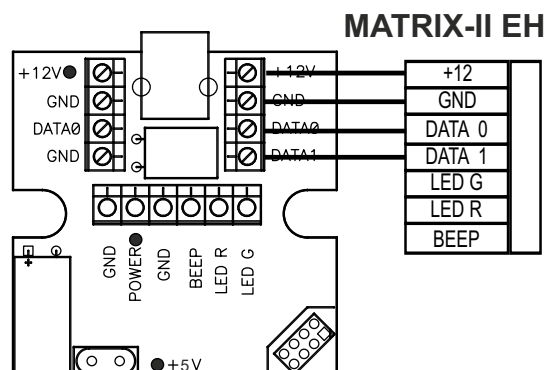 MATRIX-II EH
+12V
GND
DATA0
GND
+12V
GND
DATA0
DATA1
+12
GND
DATA 0
DATA 1
LED G
LED R
BEEP
GND
POWER
GND
BEEP
LED R
LED G
+
+5V